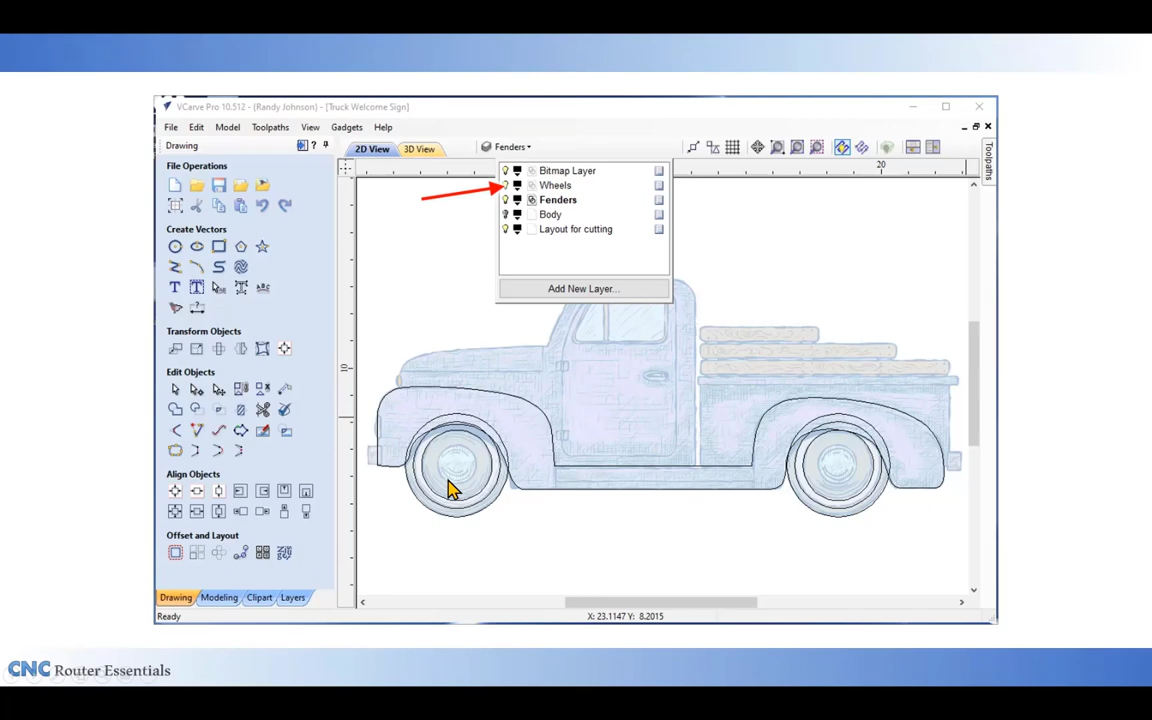 VCarve Pro 10.512 - {Randy Johnson} - [Truck Welcome Sign]
File Edit Model Toolpaths View Gadgets Help
Drawing ?
2D View 3D View Fenders
File Operations
20
Toolpaths
Bitmap Layer
Wheels
Fenders
Body
Layout for cutting
Add New Layer...
Create Vectors
Transform Objects
10
Edit Objects
Align Objects
Offset and Layout
Drawing Modeling Clipart Layers
Ready X: 23.1147 Y: 8.2015
CNC Router Essentials